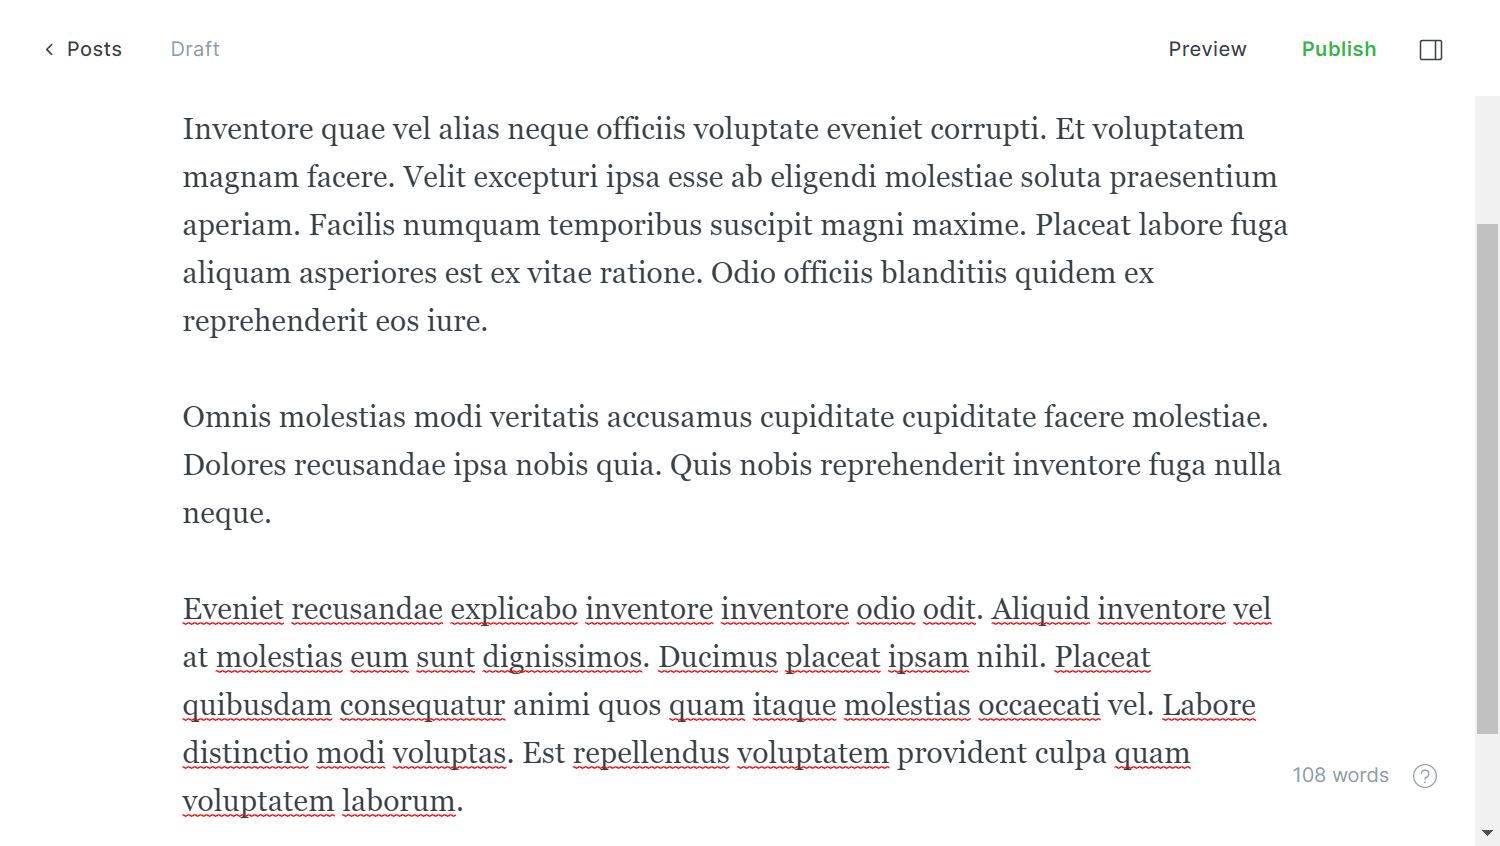 Posts Draft Preview Publish
Inventore quae vel alias neque officiis voluptate eveniet corrupti. Et voluptatem
magnam facere. Velit excepturi ipsa esse ab eligendi molestiae soluta praesentium
aperiam. Facilis numquam temporibus suscipit magni maxime. Placeat labore fuga
aliquam asperiores est ex vitae ratione. Odio officiis blanditiis quidem ex
reprehenderit eos iure.
Omnis molestias modi veritatis accusamus cupiditate cupiditate facere molestiae.
Dolores recusandae ipsa nobis quia. Quis nobis reprehenderit inventore fuga nulla
neque.
Eveniet recusandae explicabo inventore inventore odio odit. Aliquid inventore vel
at molestias eum sunt dignissimos. Ducimus placeat ipsam nihil. Placeat
quibusdam consequatur animi quos quam itaque molestias occaecati vel. Labore
distinctio modi voluptas. Est repellendus voluptatem provident culpa quam
voluptatem laborum.
108 words ?